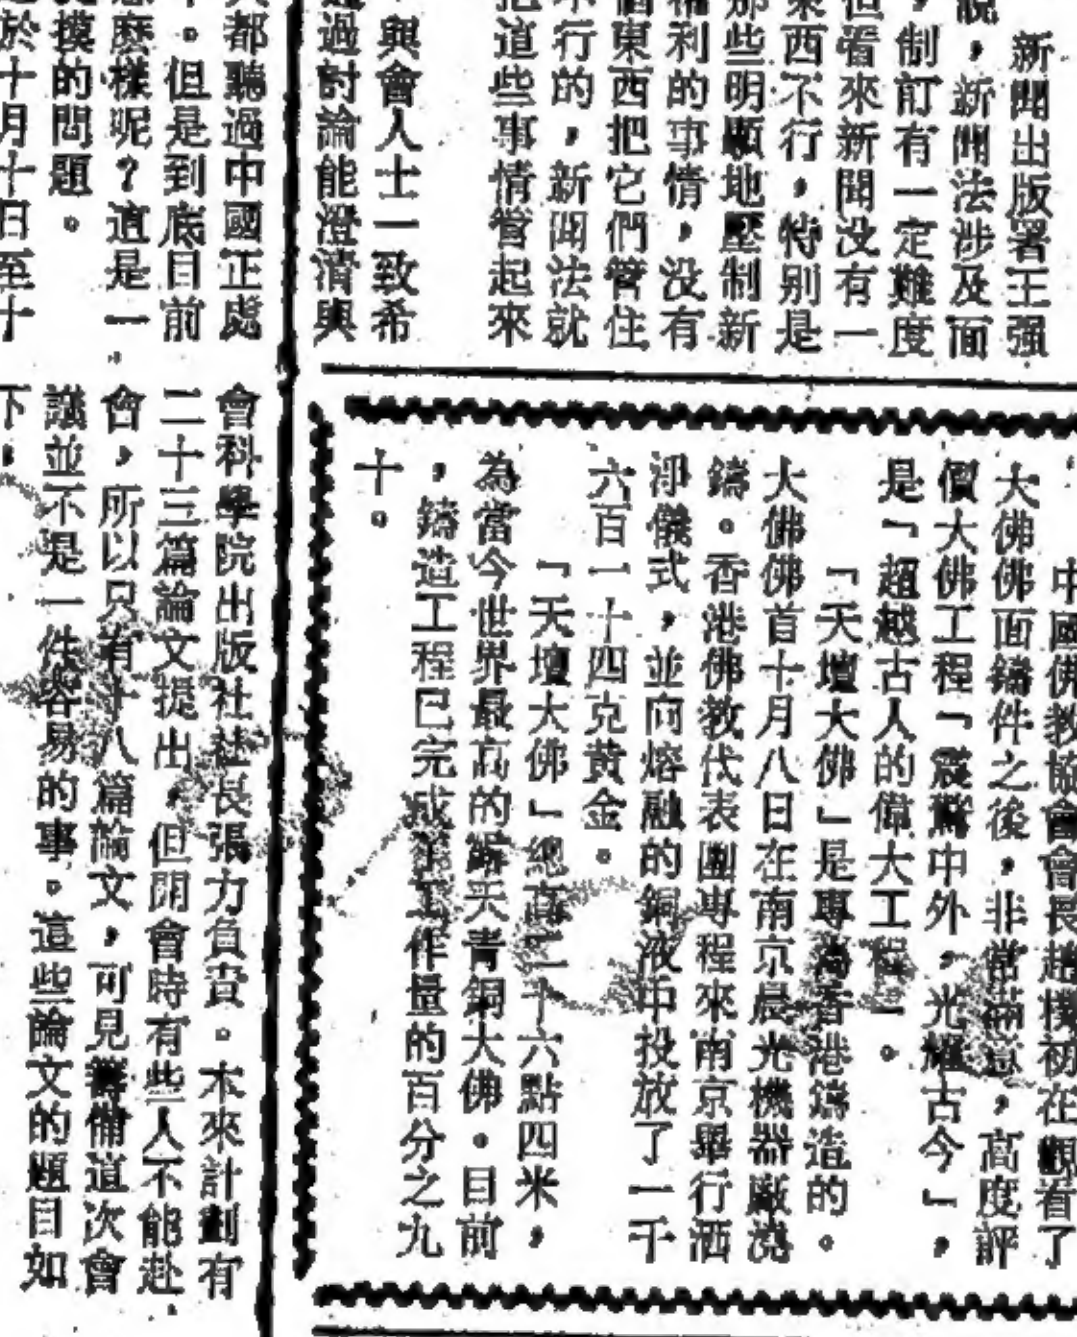 新聞出版署王强
說，新聞法涉及面
，制訂有一定難度
但看來新聞没有一
東西不行，特别是
那些明顯地壓制新
利的事情，没有
個東西把它們管住
不行的，新聞法就
把這些事情管起來
，與會人士一致希
過討論能澄清與
都聽過中國正處
。但是到底目前
怎麽樣呢？這是一
摸的問題。
於十月十日至十
中國佛教協會會長趙樸初在觀看了
大佛佛面鑄件之後，非常滿意，高度評
價大佛工程「震驚中外，光耀古今」，
是「超越古人的偉大工程」。
「天壇大佛」是專為香港鑄造的。
大佛佛首十月八日在南京晨光機器廠澆
鑄。香港佛教代表團專程來南京舉行洒
淨儀式，並向熔融的銅液中投放了一千
六百一十四克黄金。
「天壇大佛」總高二十六點四米，
為當今世界最高的露天青銅大佛。目前
，鑄造工程已完成總工作量的百分之九
十。
會科學院出版社社長張力負責。本來計劃有
二十三篇論文提出，但開會時有些人不能赴
會，所以只有十八篇論文，可見籌備這次會
議並不是一件容易的事。這些論文的題目如
下：